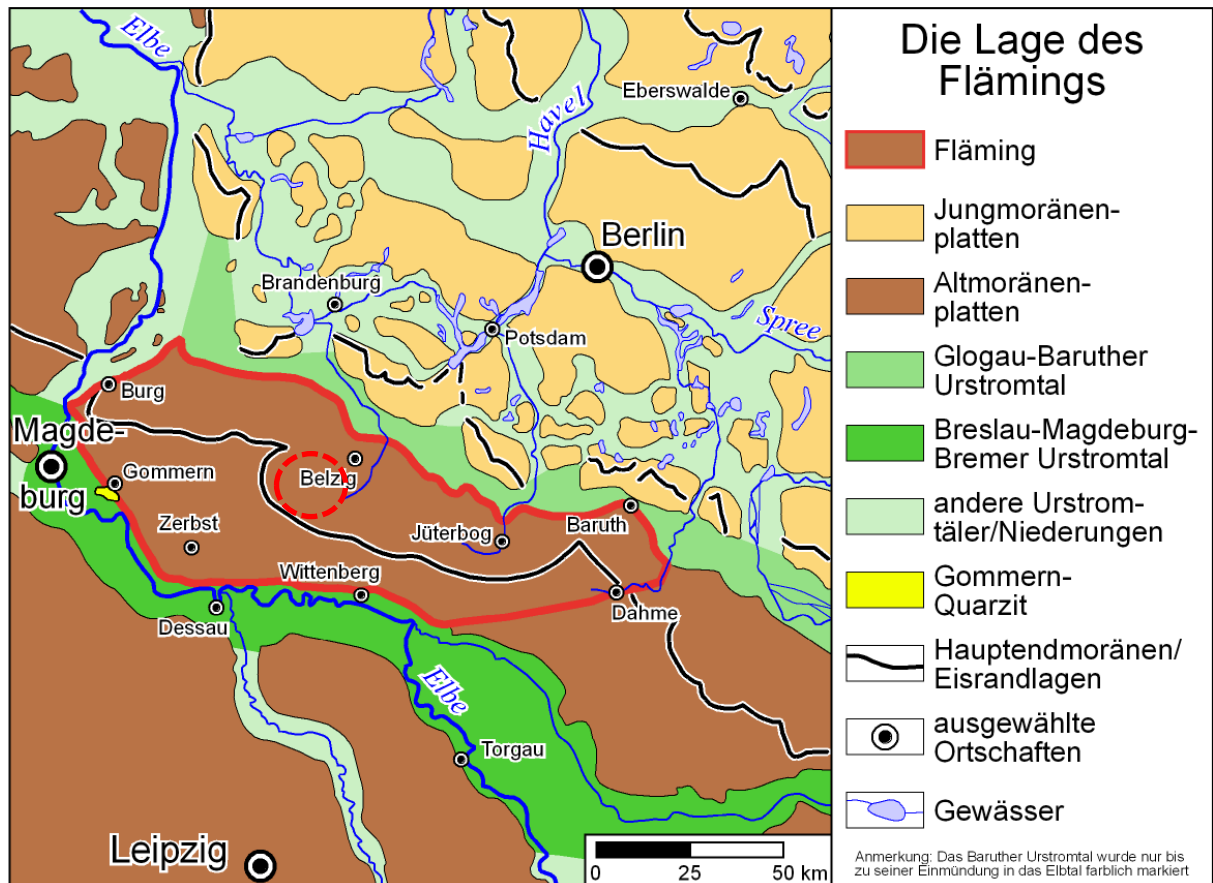 Elbe
Havel
Eberswalde
Berlin
Brandenburg
Spree
Potsdam
Burg
Magde-
burg
Gommern
Belzig
Zerbst
Jüterbog
Baruth
Wittenberg
Dessau
Dahme
Elbe
Torgau
Leipzig
0 25 50 km
Die Lage des
Flämings
Fläming
Jungmoränen-
platten
Altmoränen-
platten
Glogau-Baruther
Urstromtal
Breslau-Magdeburg-
Bremer Urstromtal
andere Urstrom-
täler/Niederungen
Gommern-
Quarzit
Hauptendmoränen/
Eisrandlagen
ausgewählte
Ortschaften
Gewässer
Anmerkung: Das Baruther Urstromtal wurde nur bis
zu seiner Einmündung in das Elbtal farblich markiert